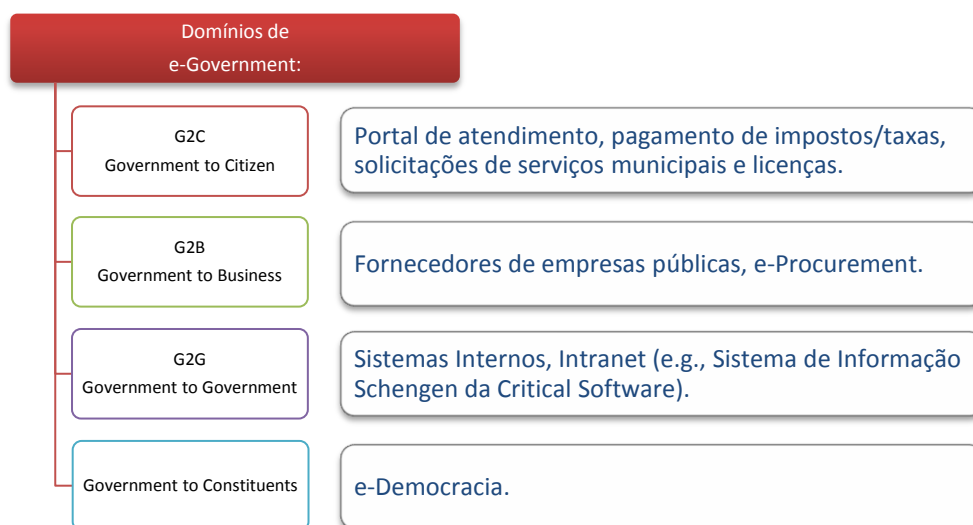 Domínios de
e-Government:
G2C
Government to Citizen
Portal de atendimento, pagamento de impostos/taxas,
solicitações de serviços municipais e licenças.
G2B
Government to Business
Fornecedores de empresas públicas, e-Procurement.
G2G
Government to Government
Sistemas Internos, Intranet (e.g., Sistema de Informação
Schengen da Critical Software).
Government to Constituents
e-Democracia.